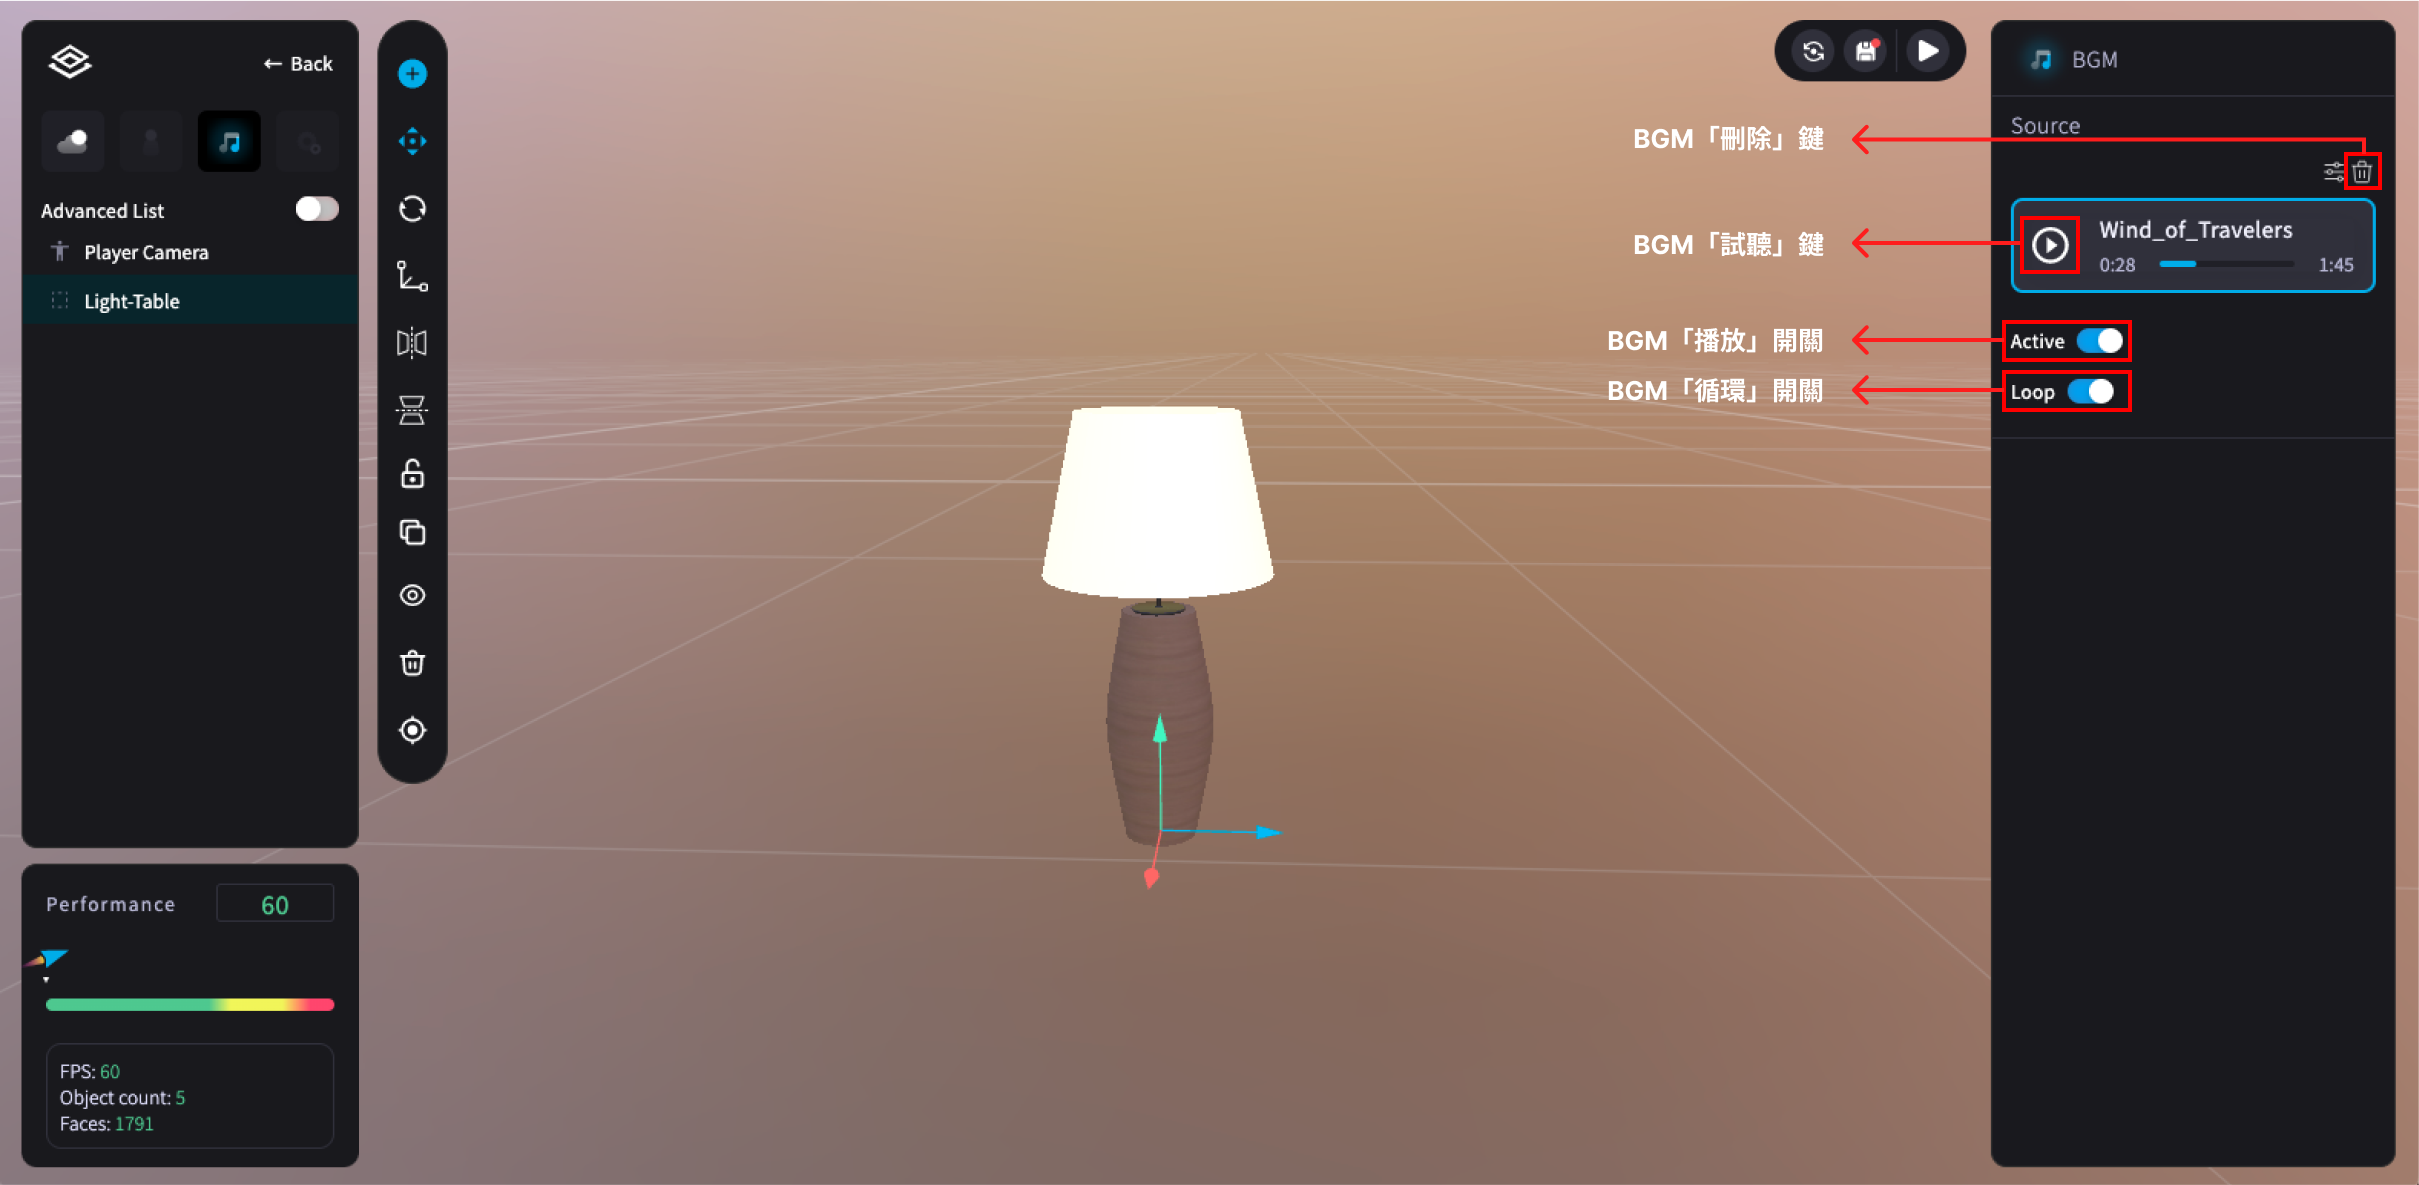 ← Back
Advanced List
Player Camera
Light-Table
Performance
60
FPS: 60
Object count: 5
Faces: 1791
BGM「刪除」鍵
BGM「試聽」鍵
BGM「播放」開關
BGM「循環」開關
BGM
Source
Wind_of_Travelers
0:28
1:45
Active
Loop